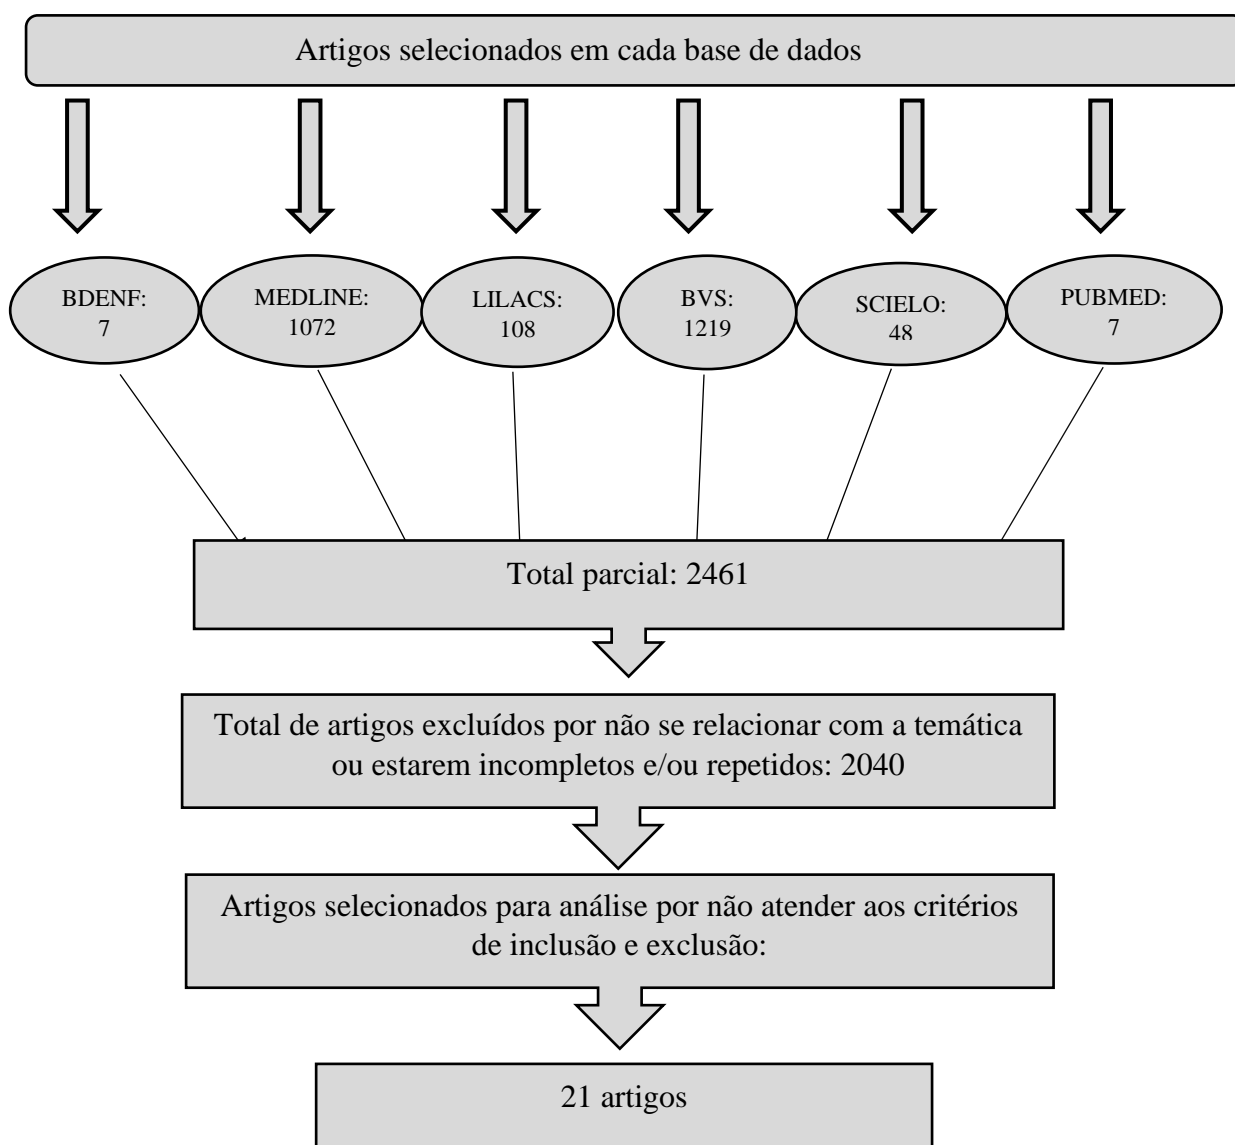 Artigos selecionados em cada base de dados
BDENF:
7
MEDLINE:
1072
LILACS:
108
BVS:
1219
SCIELO:
48
PUBMED:
7
Total parcial: 2461
Total de artigos excluídos por não se relacionar com a temática
ou estarem incompletos e/ou repetidos: 2040
Artigos selecionados para análise por não atender aos critérios
de inclusão e exclusão:
21 artigos